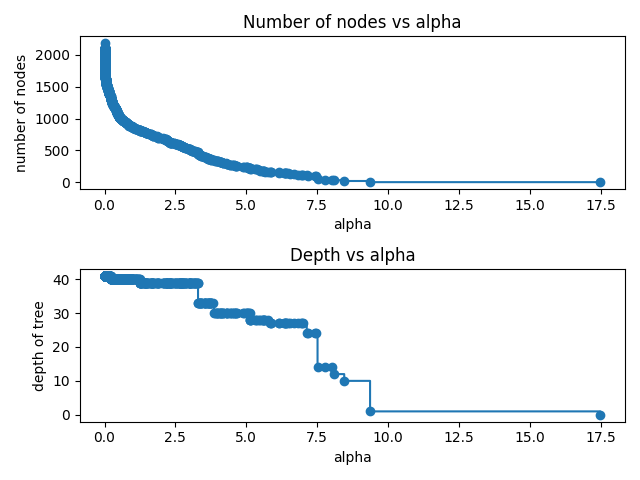 Number of nodes vs alpha
number of nodes
2000
1500
1000
500
0
0.0 2.5 5.0 7.5 10.0 12.5 15.0 17.5
alpha
Depth vs alpha
depth of tree
40
30
20
10
0
0.0 2.5 5.0 7.5 10.0 12.5 15.0 17.5
alpha